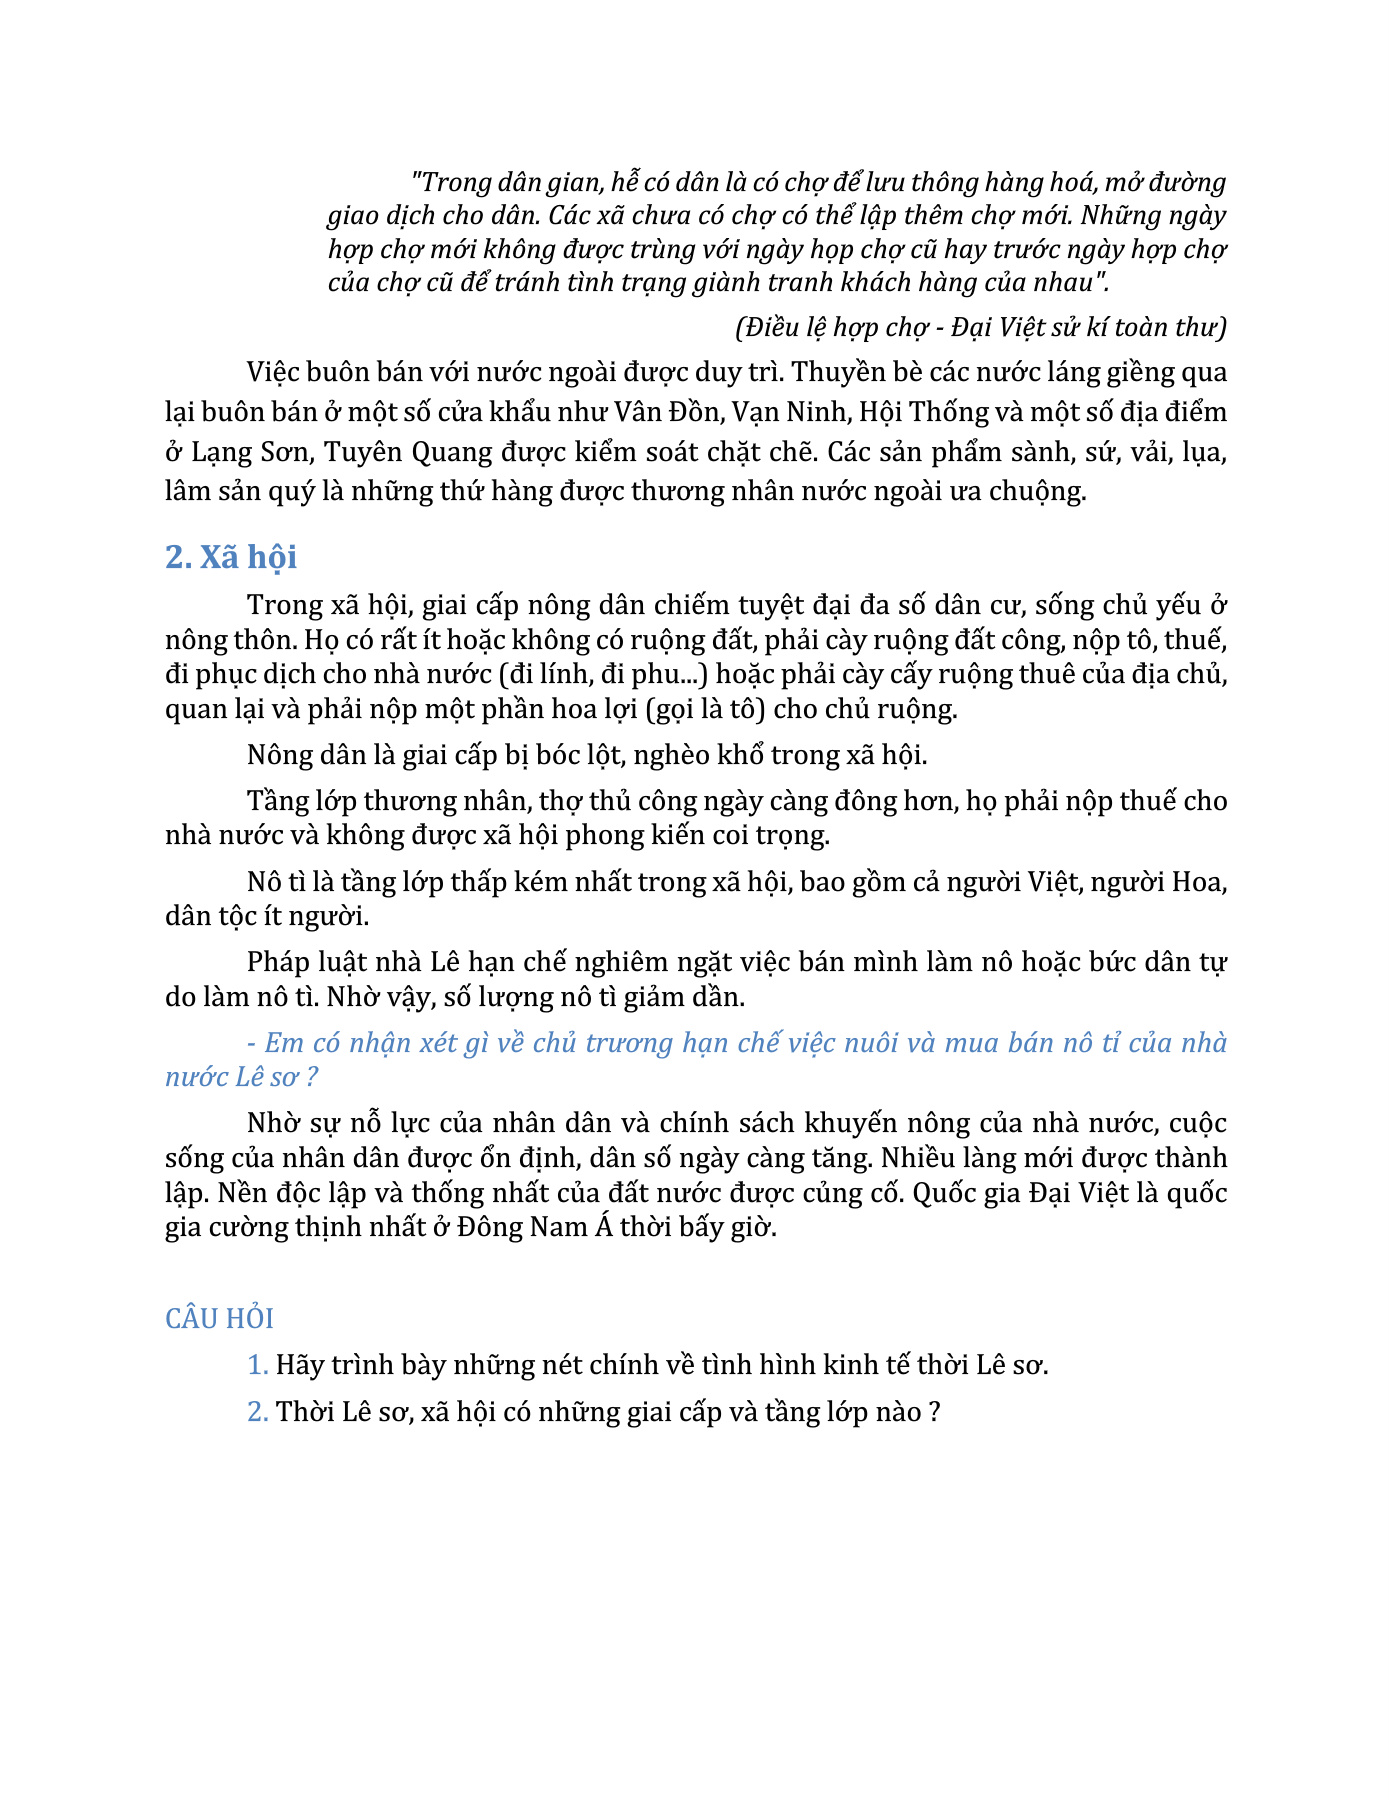 "Trong dân gian, hễ có dân là có chợ để lưu thông hàng hoá, mở đường
giao dịch cho dân. Các xã chưa có chợ có thể lập thêm chợ mới. Những ngày
hợp chợ mới không được trùng với ngày họp chợ cũ hay trước ngày hợp chợ
của chợ cũ để tránh tình trạng giành tranh khách hàng của nhau".
(Điều lệ hợp chợ - Đại Việt sử kí toàn thư)
Việc buôn bán với nước ngoài được duy trì. Thuyền bè các nước láng giềng qua
lại buôn bán ở một số cửa khẩu như Vân Đồn, Vạn Ninh, Hội Thống và một số địa điểm
ở Lạng Sơn, Tuyên Quang được kiểm soát chặt chẽ. Các sản phẩm sành, sứ, vải, lụa,
lâm sản quý là những thứ hàng được thương nhân nước ngoài ưa chuộng.
2. Xã hội
Trong xã hội, giai cấp nông dân chiếm tuyệt đại đa số dân cư, sống chủ yếu ở
nông thôn. Họ có rất ít hoặc không có ruộng đất, phải cày ruộng đất công, nộp tô, thuế,
đi phục dịch cho nhà nước (đi lính, đi phu...) hoặc phải cày cấy ruộng thuê của địa chủ,
quan lại và phải nộp một phần hoa lợi (gọi là tô) cho chủ ruộng.
Nông dân là giai cấp bị bóc lột, nghèo khổ trong xã hội.
Tầng lớp thương nhân, thợ thủ công ngày càng đông hơn, họ phải nộp thuế cho
nhà nước và không được xã hội phong kiến coi trọng.
Nô tì là tầng lớp thấp kém nhất trong xã hội, bao gồm cả người Việt, người Hoa,
dân tộc ít người.
Pháp luật nhà Lê hạn chế nghiêm ngặt việc bán mình làm nô hoặc bức dân tự
do làm nô tì. Nhờ vậy, số lượng nô tì giảm dần.
- Em có nhận xét gì về chủ trương hạn chế việc nuôi và mua bán nô tỉ của nhà
nước Lê sơ ?
Nhờ sự nỗ lực của nhân dân và chính sách khuyến nông của nhà nước, cuộc
sống của nhân dân được ổn định, dân số ngày càng tăng. Nhiều làng mới được thành
lập. Nền độc lập và thống nhất của đất nước được củng cố. Quốc gia Đại Việt là quốc
gia cường thịnh nhất ở Đông Nam Á thời bấy giờ.
CÂU HỎI
1. Hãy trình bày những nét chính về tình hình kinh tế thời Lê sơ.
2. Thời Lê sơ, xã hội có những giai cấp và tầng lớp nào ?